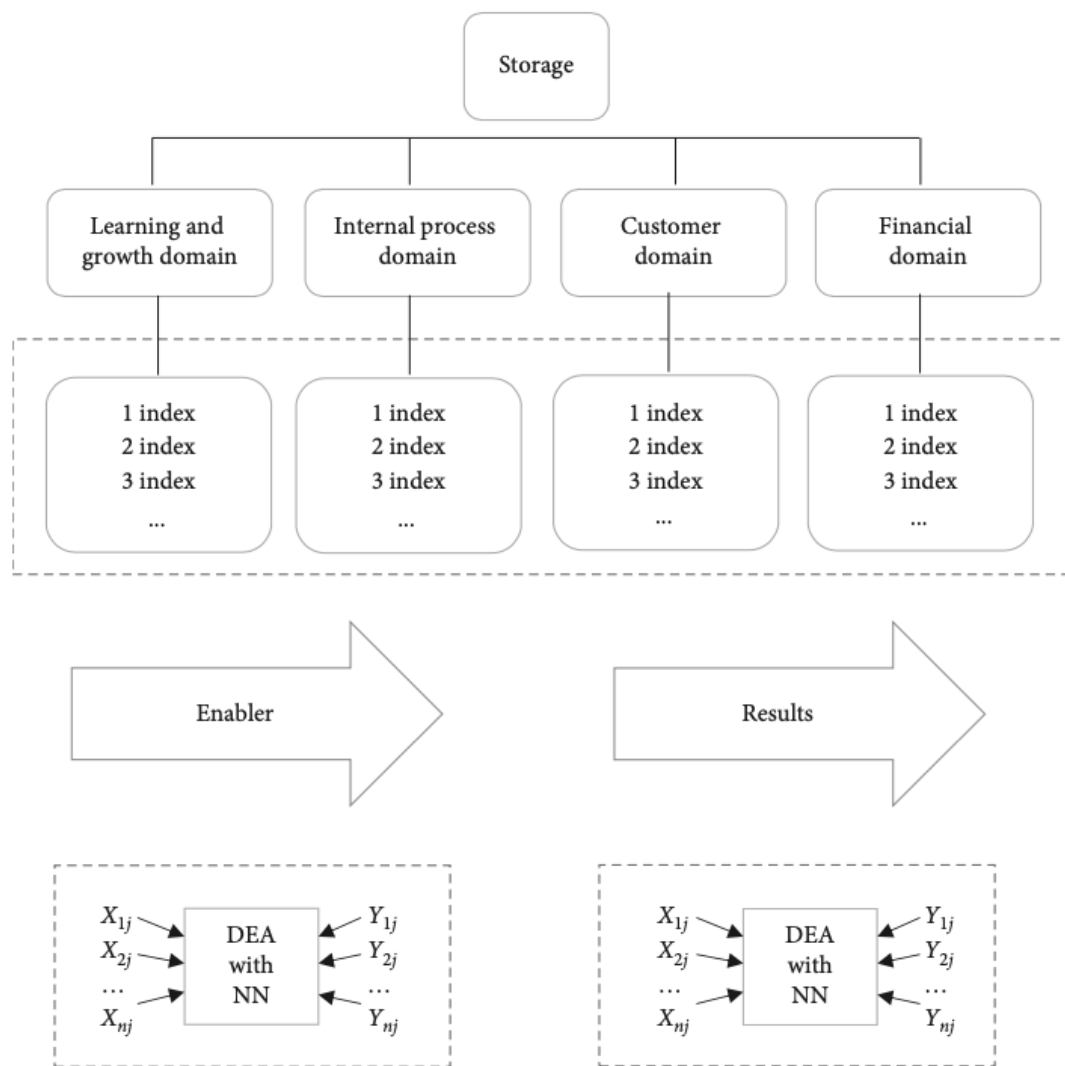 Storage
Learning and
growth domain
Internal process
domain
Customer
domain
Financial
domain
1 index
2 index
3 index
...
1 index
2 index
3 index
...
1 index
2 index
3 index
...
1 index
2 index
3 index
...
Enabler
Results
X1j
X2j
...
Xnj
DEA
with
NN
Y1j
Y2j
...
Ynj
X1j
X2j
...
Xnj
DEA
with
NN
Y1j
Y2j
...
Ynj